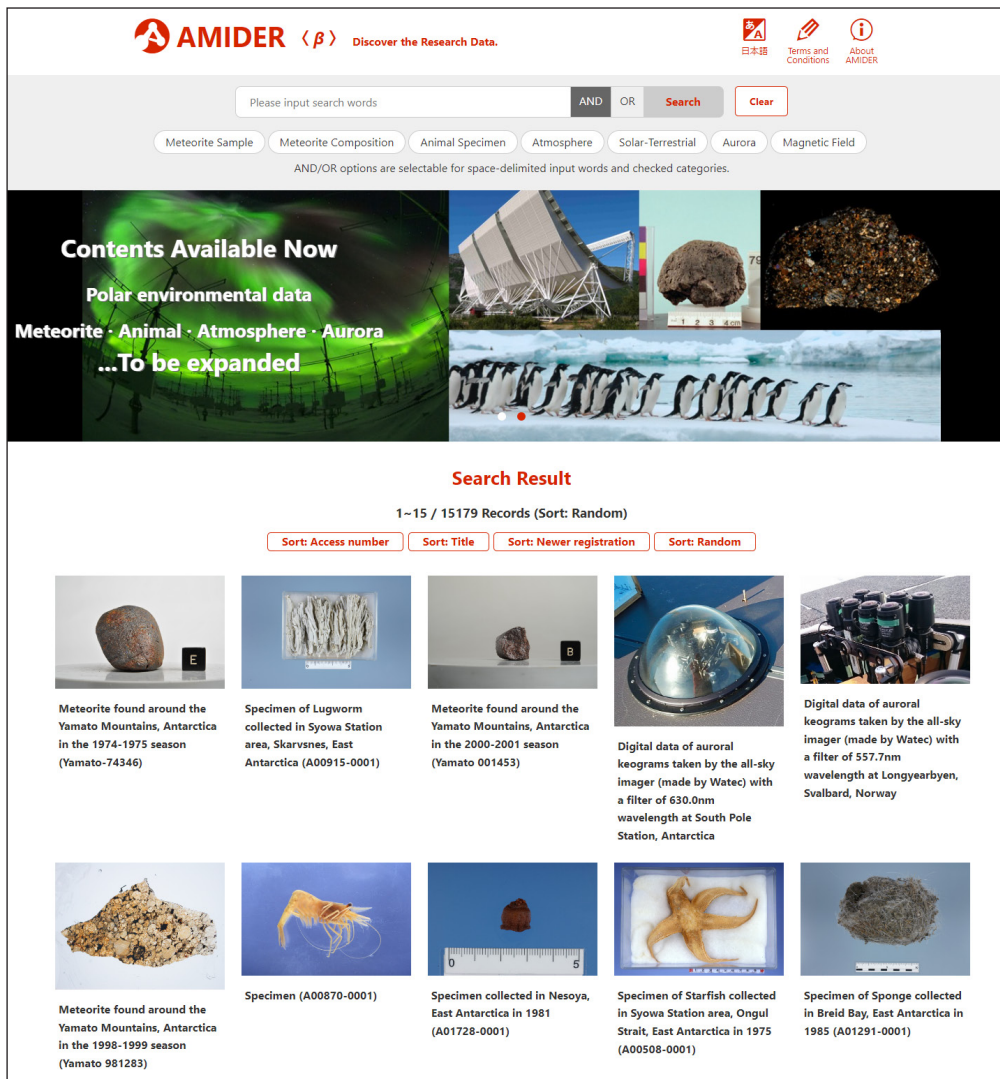 AMIDER 〈β〉 Discover the Research Data.
日本語
Terms and
Conditions
About
AMIDER
Please input search words
AND
OR
Search
Clear
Meteorite Sample
Meteorite Composition
Animal Specimen
Atmosphere
Solar-Terrestrial
Aurora
Magnetic Field
AND/OR options are selectable for space-delimited input words and checked categories.
Contents Available Now
Polar environmental data
Meteorite · Animal · Atmosphere · Aurora
...To be expanded
79
1 2 3 4cm
Search Result
1~15 / 15179 Records (Sort: Random)
Sort: Access number
Sort: Title
Sort: Newer registration
Sort: Random
E
Meteorite found around the
Yamato Mountains, Antarctica
in the 1974-1975 season
(Yamato-74346)
Specimen of Lugworm
collected in Syowa Station
area, Skarvsnes, East
Antarctica (A00915-0001)
B
Meteorite found around the
Yamato Mountains, Antarctica
in the 2000-2001 season
(Yamato 001453)
Digital data of auroral
keograms taken by the all-sky
imager (made by Watec) with
a filter of 630.0nm
wavelength at South Pole
Station, Antarctica
Digital data of auroral
keograms taken by the all-sky
imager (made by Watec) with
a filter of 557.7nm
wavelength at Longyearbyen,
Svalbard, Norway
Meteorite found around the
Yamato Mountains, Antarctica
in the 1998-1999 season
(Yamato 981283)
Specimen (A00870-0001)
0 5
Specimen collected in Nesoya,
East Antarctica in 1981
(A01728-0001)
Specimen of Starfish collected
in Syowa Station area, Ongul
Strait, East Antarctica in 1975
(A00508-0001)
Specimen of Sponge collected
in Breid Bay, East Antarctica in
1985 (A01291-0001)